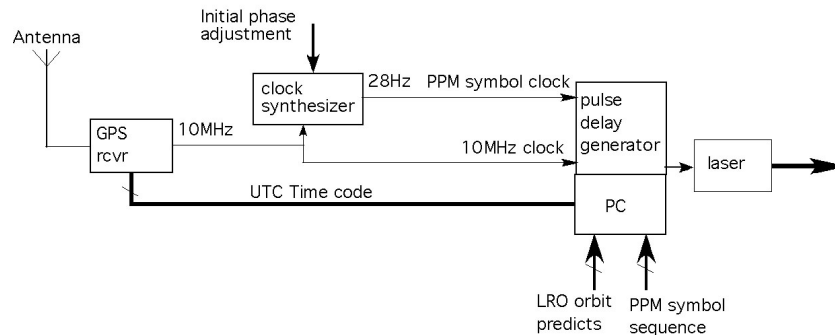 Initial phase
adjustment
Antenna
clock
synthesizer
28Hz
PPM symbol clock
pulse
delay
generator
GPS
rcvr
10MHz
10MHz clock
laser
UTC Time code
PC
LRO orbit
predicts
PPM symbol
sequence